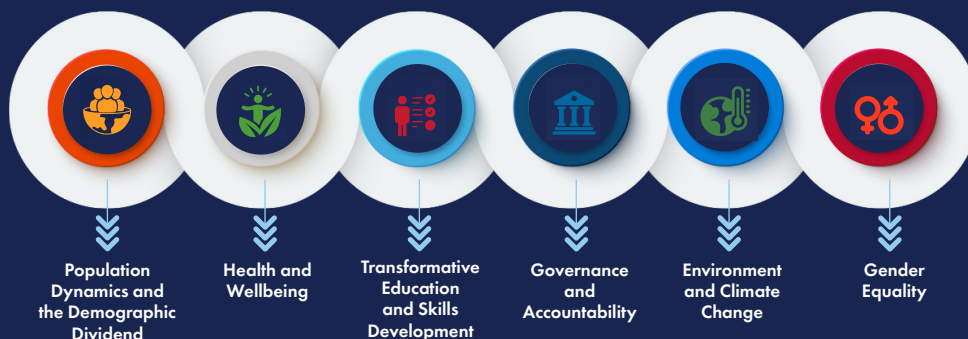 Population
Dynamics and
the Demographic
Dividend
Health and
Wellbeing
Transformative
Education
and Skills
Development
Governance
and
Accountability
Environment
and Climate
Change
Gender
Equality